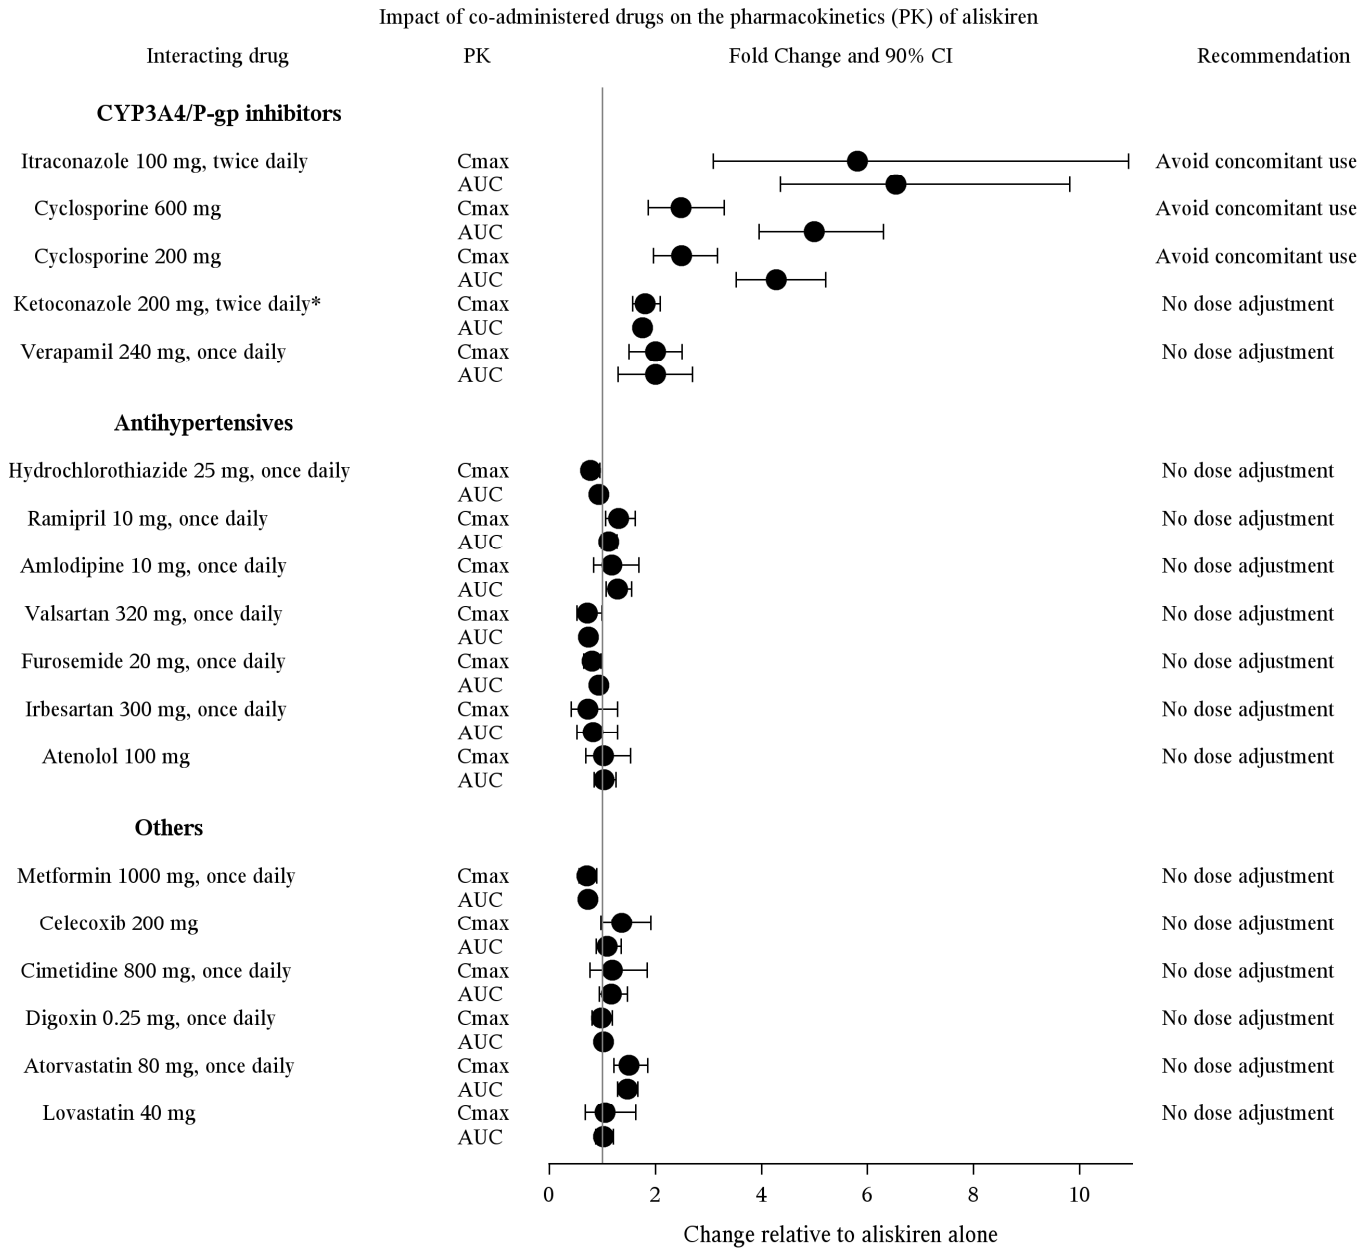 Impact of co-administered drugs on the pharmacokinetics (PK) of aliskiren
Interacting drug PK Fold Change and 90% CI Recommendation
CYP3A4/P-gp inhibitors
Itraconazole 100 mg, twice daily Cmax Avoid concomitant use
AUC
Cyclosporine 600 mg Cmax Avoid concomitant use
AUC
Cyclosporine 200 mg Cmax Avoid concomitant use
AUC
Ketoconazole 200 mg, twice daily* Cmax No dose adjustment
AUC
Verapamil 240 mg, once daily Cmax No dose adjustment
AUC
Antihypertensives
Hydrochlorothiazide 25 mg, once daily Cmax No dose adjustment
AUC
Ramipril 10 mg, once daily Cmax No dose adjustment
AUC
Amlodipine 10 mg, once daily Cmax No dose adjustment
AUC
Valsartan 320 mg, once daily Cmax No dose adjustment
AUC
Furosemide 20 mg, once daily Cmax No dose adjustment
AUC
Irbesartan 300 mg, once daily Cmax No dose adjustment
AUC
Atenolol 100 mg Cmax No dose adjustment
AUC
Others
Metformin 1000 mg, once daily Cmax No dose adjustment
AUC
Celecoxib 200 mg Cmax No dose adjustment
AUC
Cimetidine 800 mg, once daily Cmax No dose adjustment
AUC
Digoxin 0.25 mg, once daily Cmax No dose adjustment
AUC
Atorvastatin 80 mg, once daily Cmax No dose adjustment
AUC
Lovastatin 40 mg Cmax No dose adjustment
AUC
0 2 4 6 8 10
Change relative to aliskiren alone